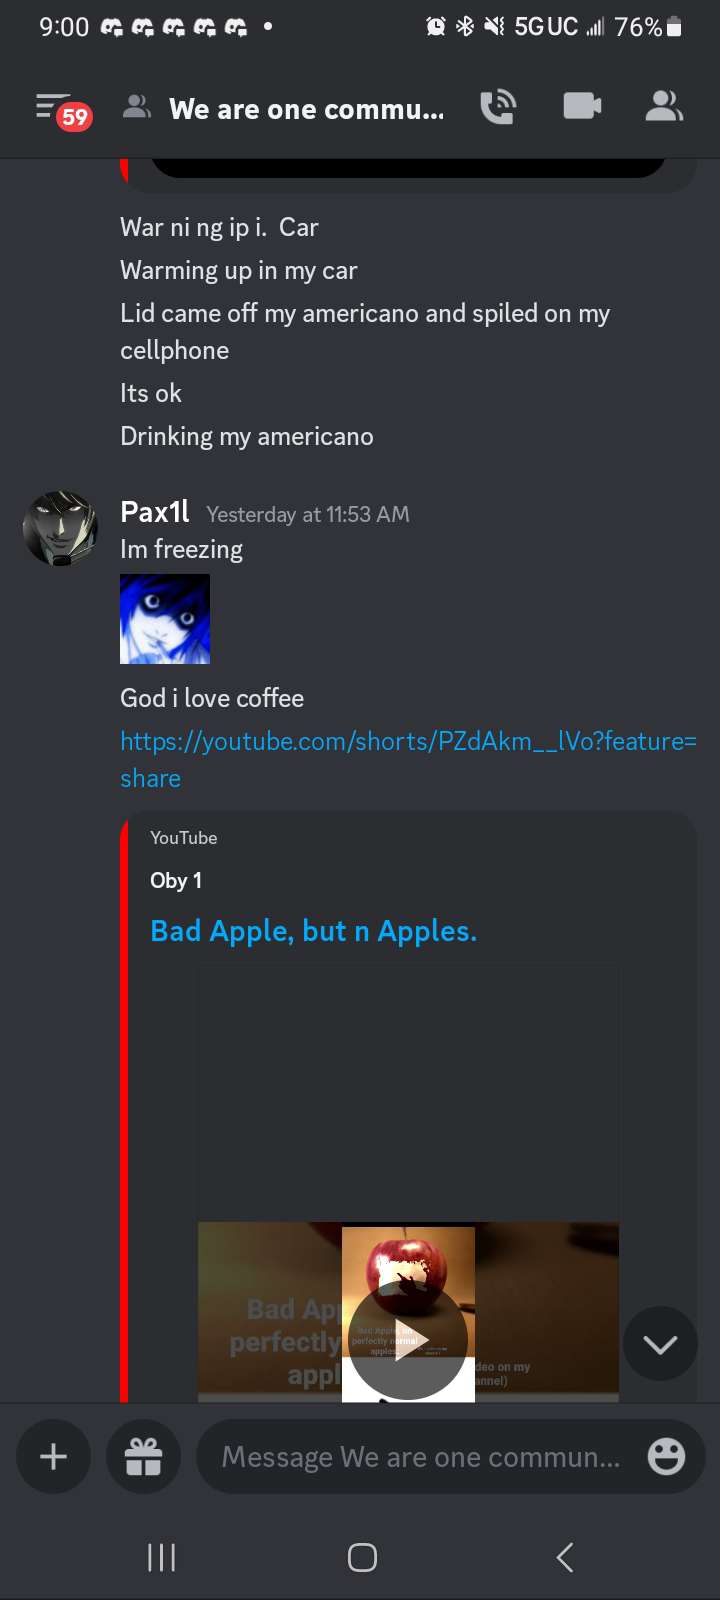 9:00 5G UC 76%
59 We are one commu...
War ni ng ip i.  Car
Warming up in my car
Lid came off my americano and spiled on my
cellphone
Its ok
Drinking my americano
Pax1l Yesterday at 11:53 AM
Im freezing
God i love coffee
https://youtube.com/shorts/PZdAkm__lVo?feature=
share
YouTube
Oby 1
Bad Apple, but n Apples.
Bad App
perfectly
appl
perfectly normal
apples.
deo on my
annel)
Message We are one commun...